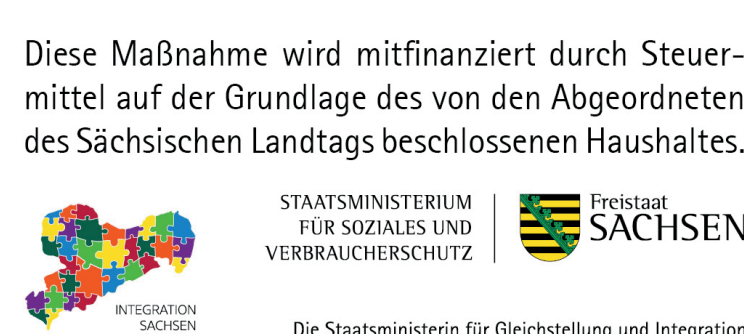 Diese Maßnahme wird mitfinanziert durch Steuer-
mittel auf der Grundlage des von den Abgeordneten
des Sächsischen Landtags beschlossenen Haushaltes.
INTEGRATION
SACHSEN
STAATSMINISTERIUM
FÜR SOZIALES UND
VERBRAUCHERSCHUTZ
Freistaat
SACHSEN
Die Staatsministerin für Gleichstellung und Integration